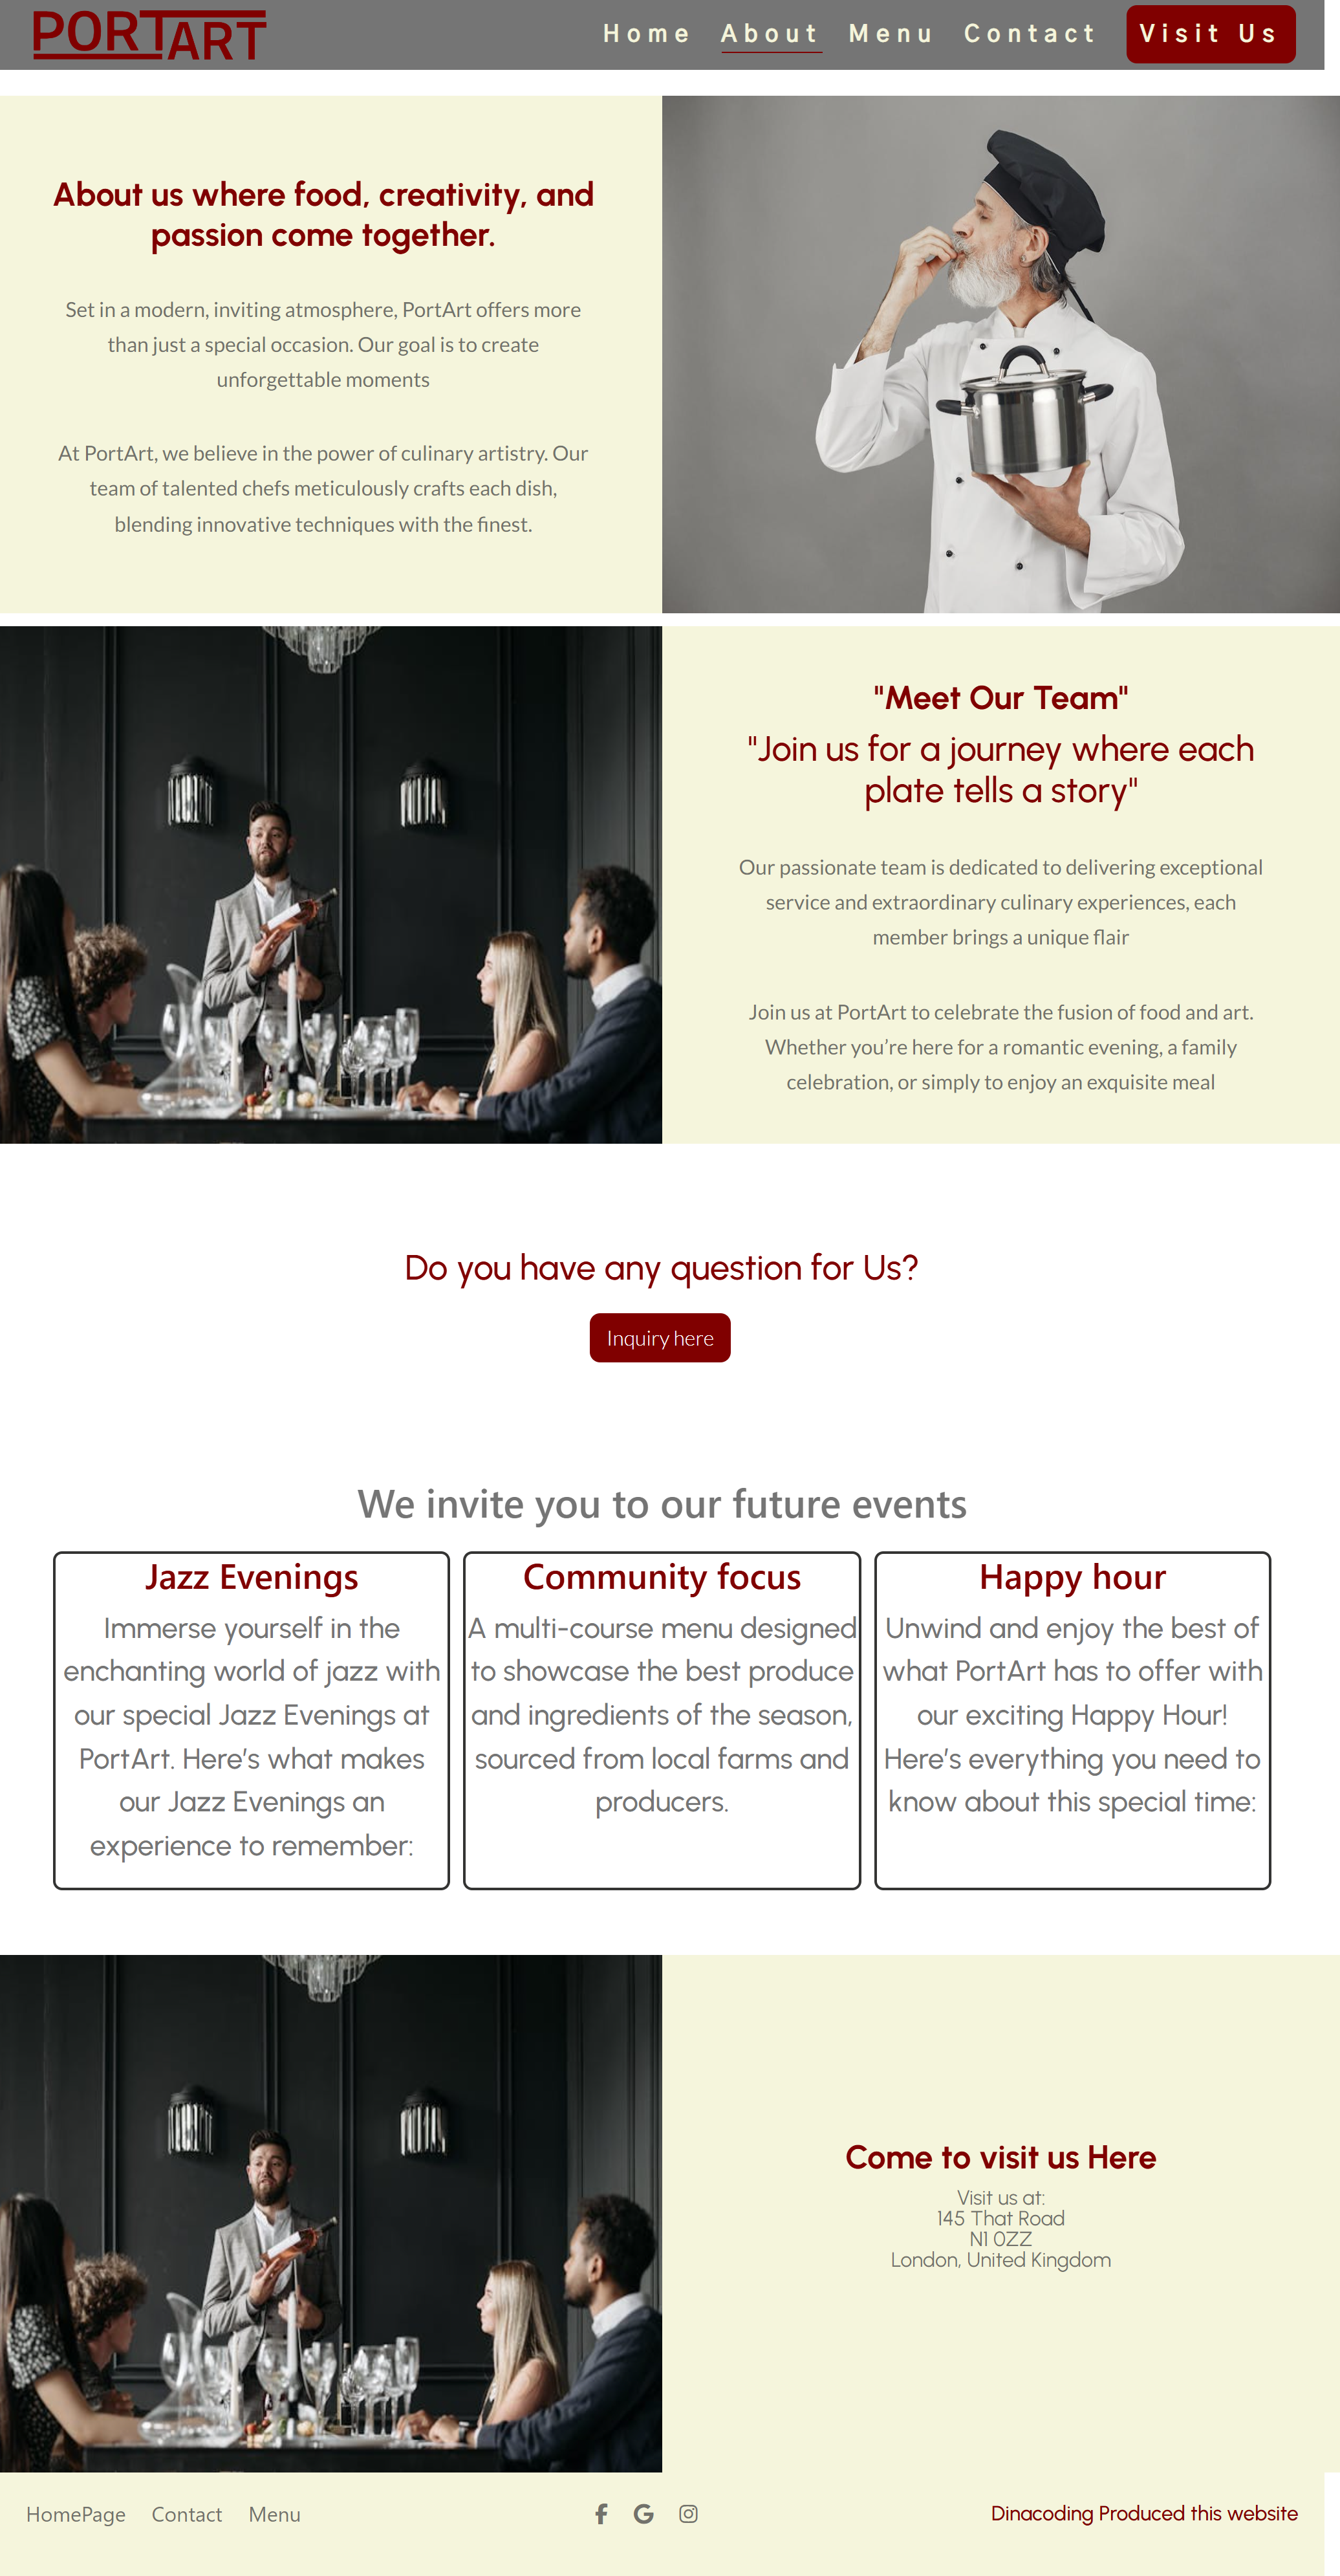 PORTART
Home About Menu Contact Visit Us
About us where food, creativity, and
passion come together.
Set in a modern, inviting atmosphere, PortArt offers more
than just a special occasion. Our goal is to create
unforgettable moments
At PortArt, we believe in the power of culinary artistry. Our
team of talented chefs meticulously crafts each dish,
blending innovative techniques with the finest.
"Meet Our Team"
"Join us for a journey where each
plate tells a story"
Our passionate team is dedicated to delivering exceptional
service and extraordinary culinary experiences, each
member brings a unique flair
Join us at PortArt to celebrate the fusion of food and art.
Whether you’re here for a romantic evening, a family
celebration, or simply to enjoy an exquisite meal
Do you have any question for Us?
Inquiry here
We invite you to our future events
Jazz Evenings
Immerse yourself in the
enchanting world of jazz with
our special Jazz Evenings at
PortArt. Here’s what makes
our Jazz Evenings an
experience to remember:
Community focus
A multi-course menu designed
to showcase the best produce
and ingredients of the season,
sourced from local farms and
producers.
Happy hour
Unwind and enjoy the best of
what PortArt has to offer with
our exciting Happy Hour!
Here’s everything you need to
know about this special time:
Come to visit us Here
Visit us at:
145 That Road
N1 0ZZ
London, United Kingdom
HomePage Contact Menu
Dinacoding Produced this website